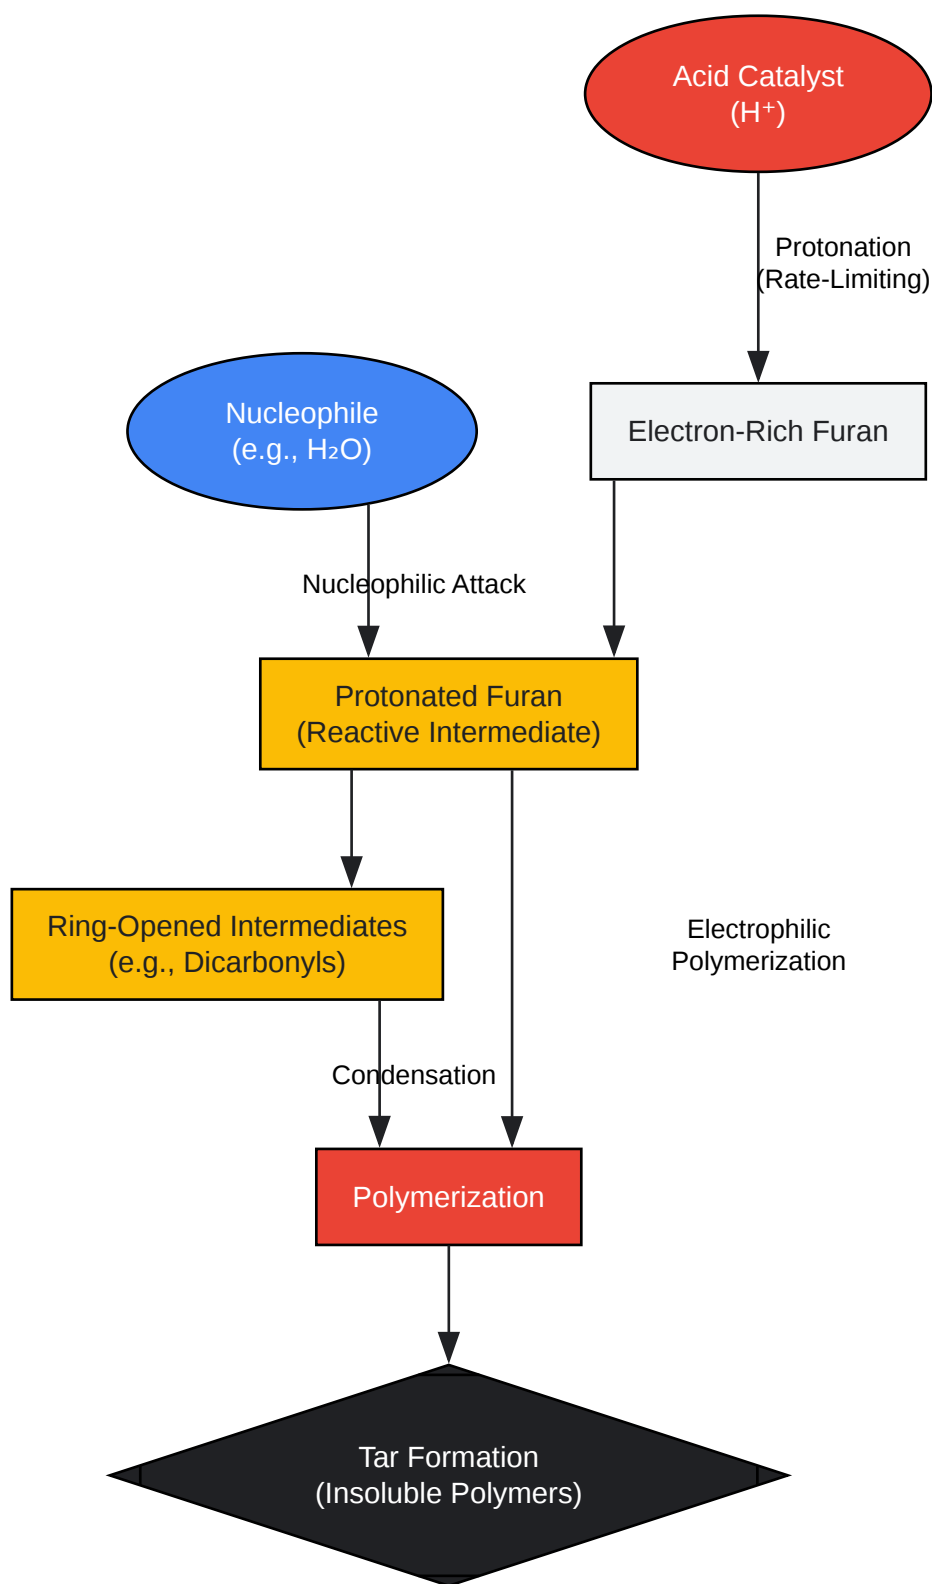 Acid Catalyst
(H⁺)
Protonation
(Rate-Limiting)
Nucleophile
(e.g., H₂O)
Electron-Rich Furan
Nucleophilic Attack
Protonated Furan
(Reactive Intermediate)
Ring-Opened Intermediates
(e.g., Dicarbonyls)
Electrophilic
Polymerization
Condensation
Polymerization
Tar Formation
(Insoluble Polymers)